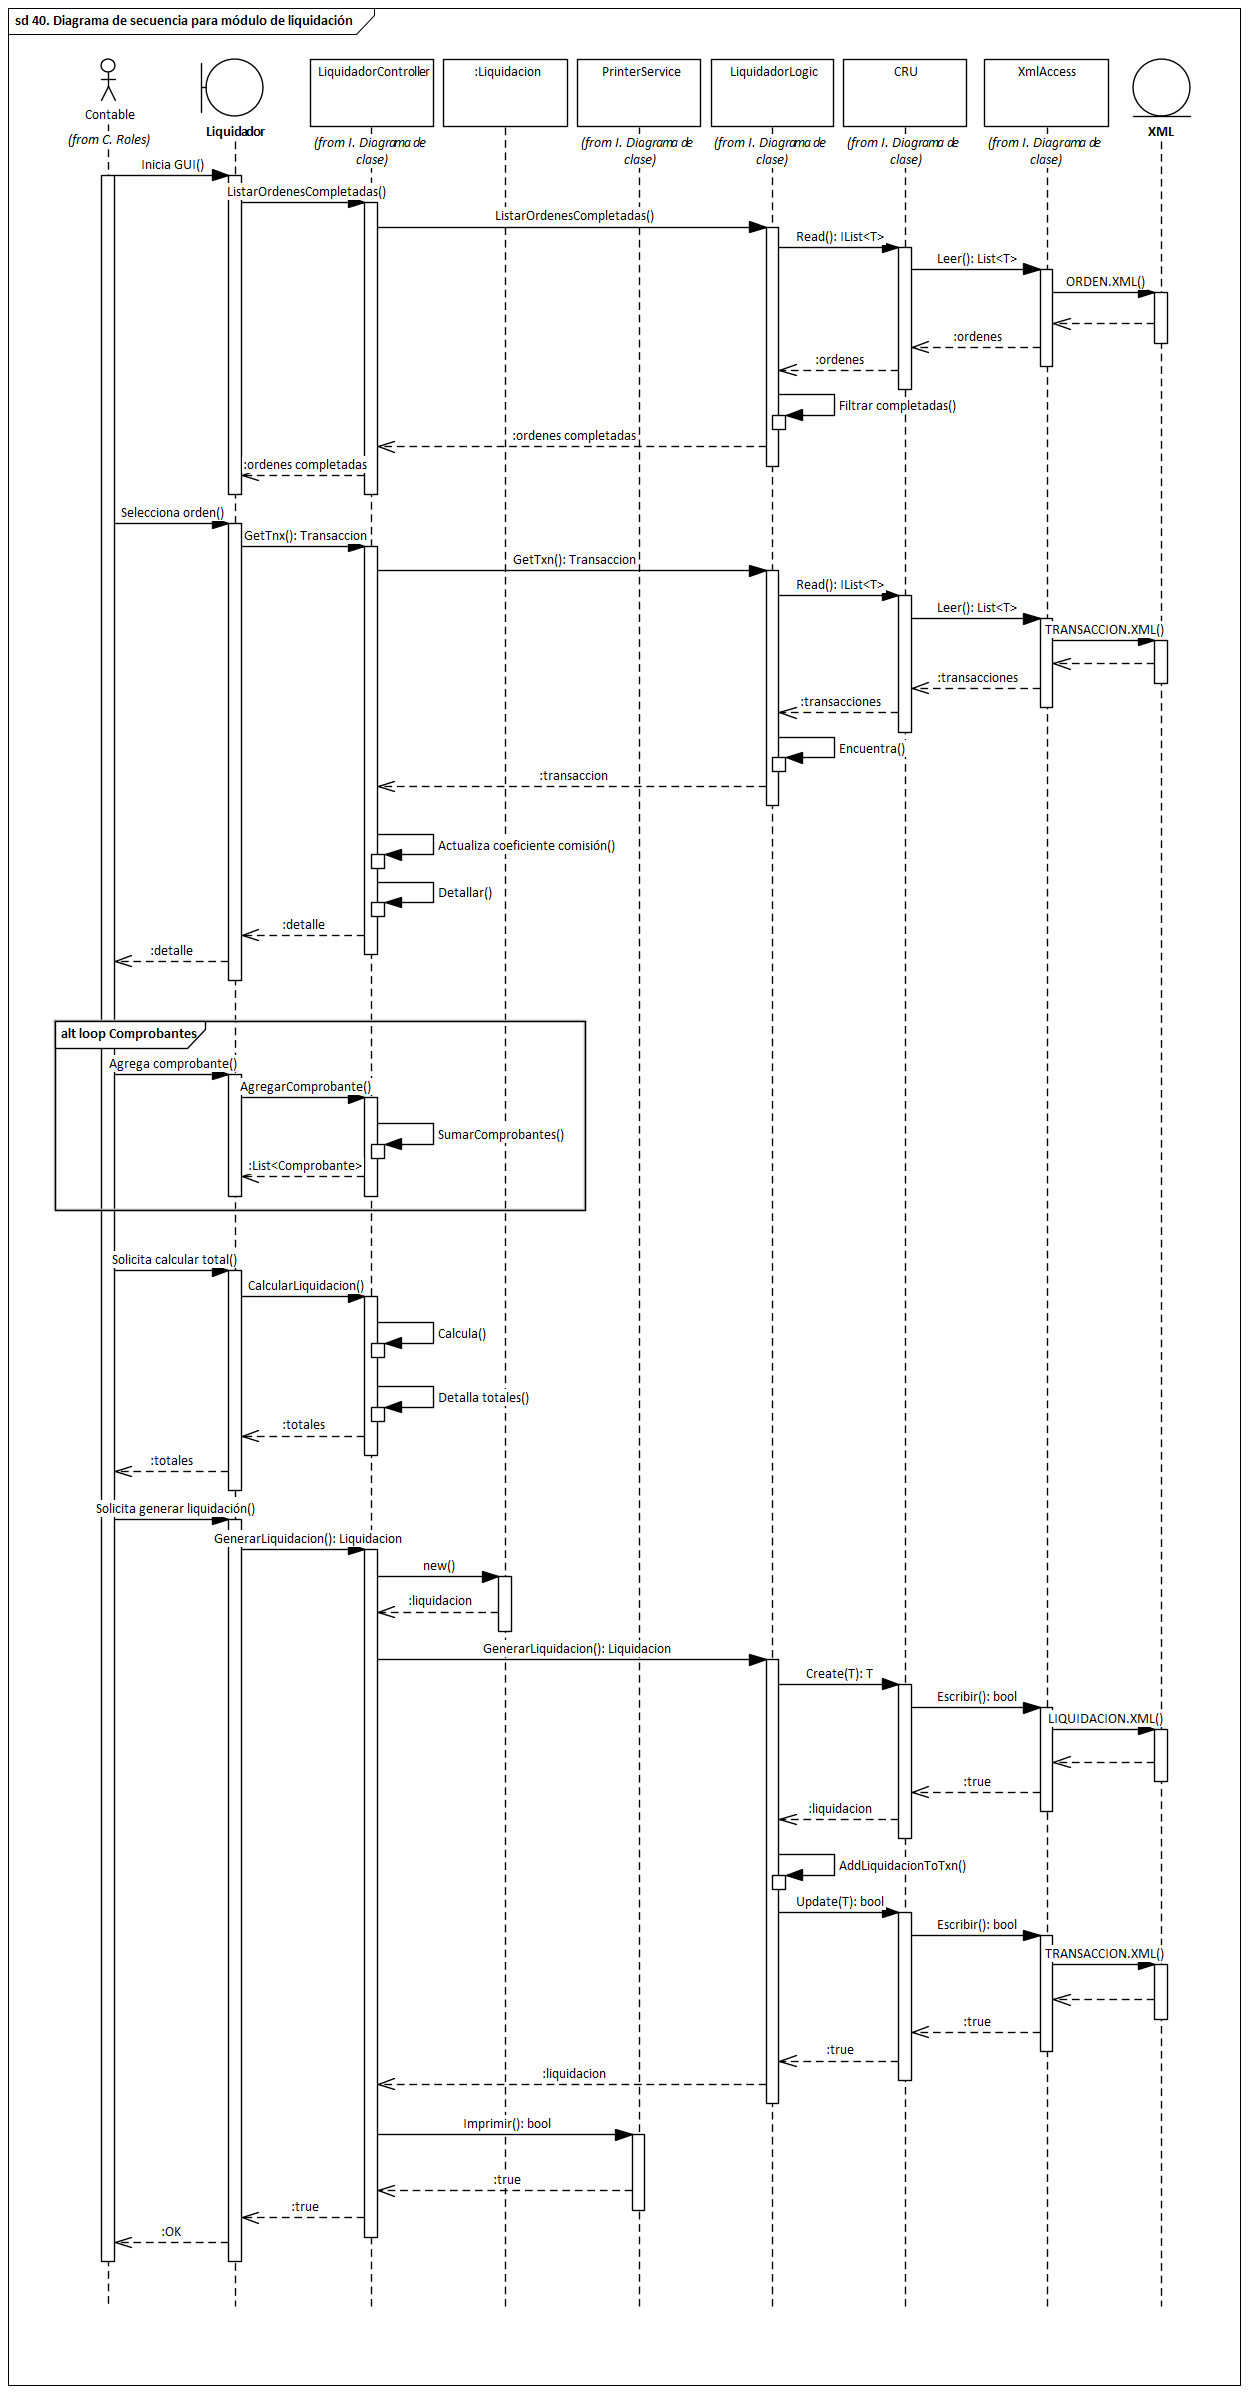 sd 40. Diagrama de secuencia para módulo de liquidación
LiquidadorController
:Liquidacion
PrinterService
LiquidadorLogic
CRU
XmlAccess
Contable
(from C. Roles)
Liquidador
XML
(from I. Diagrama de
clase)
(from I. Diagrama de
clase)
(from I. Diagrama de
clase)
(from I. Diagrama de
clase)
(from I. Diagrama de
clase)
Inicia GUI()
ListarOrdenesCompletadas()
ListarOrdenesCompletadas()
Read(): IList<T>
Leer(): List<T>
ORDEN.XML()
:ordenes
:ordenes
Filtrar completadas()
:ordenes completadas
:ordenes completadas
Selecciona orden()
GetTnx(): Transaccion
GetTxn(): Transaccion
Read(): IList<T>
Leer(): List<T>
TRANSACCION.XML()
:transacciones
:transacciones
Encuentra()
:transaccion
Actualiza coeficiente comisión()
Detallar()
:detalle
:detalle
alt loop Comprobantes
Agrega comprobante()
AgregarComprobante()
SumarComprobantes()
:List<Comprobante>
Solicita calcular total()
CalcularLiquidacion()
Calcula()
Detalla totales()
:totales
:totales
Solicita generar liquidación()
GenerarLiquidacion(): Liquidacion
new()
:liquidacion
GenerarLiquidacion(): Liquidacion
Create(T): T
Escribir(): bool
LIQUIDACION.XML()
:true
:liquidacion
AddLiquidacionToTxn()
Update(T): bool
Escribir(): bool
TRANSACCION.XML()
:true
:true
:liquidacion
Imprimir(): bool
:true
:true
:OK